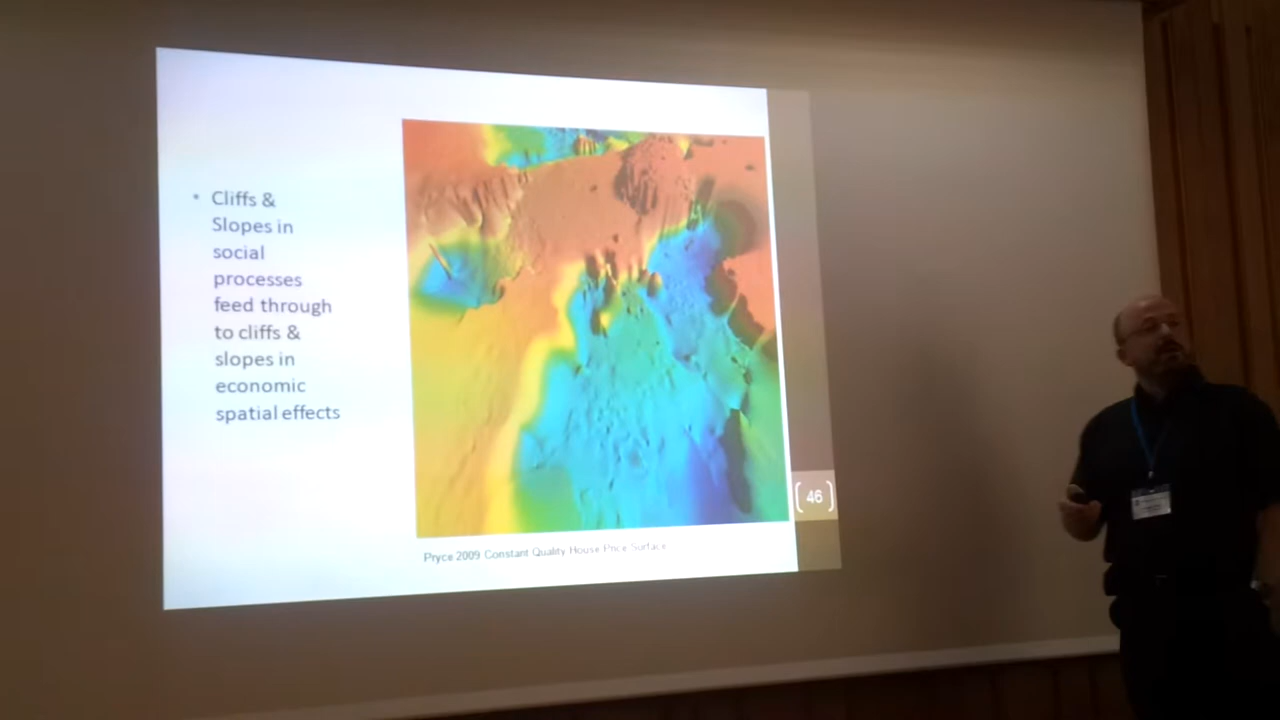 • Cliffs &
Slopes in
social
processes
feed through
to cliffs &
slopes in
economic
spatial effects
Pryce 2009 Constant Quality House Price Surface
46